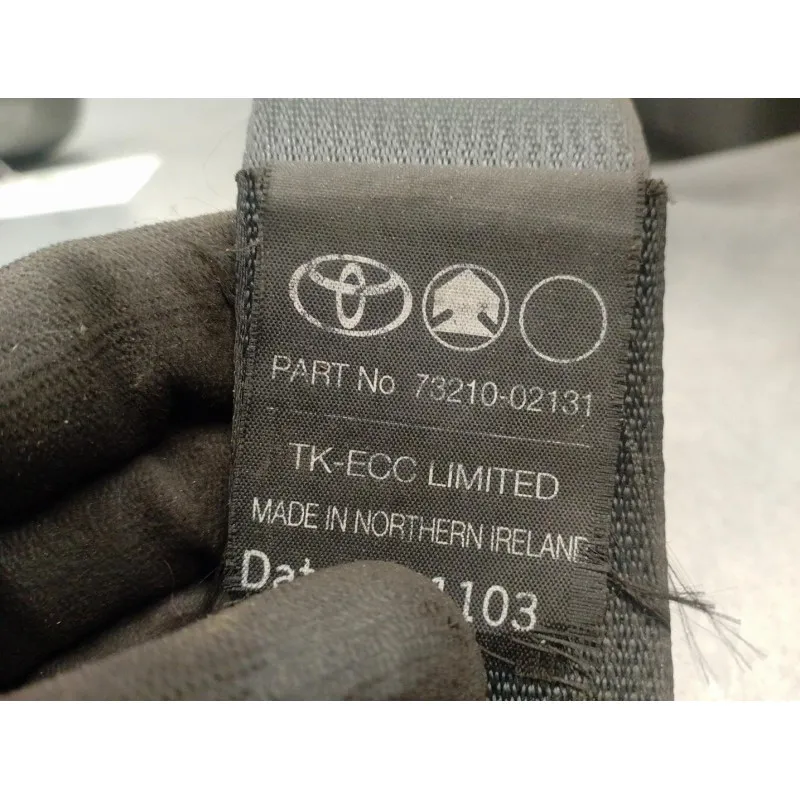 PART No 73210-02131
TK-ECC LIMITED
MADE IN NORTHERN IRELAND
1103